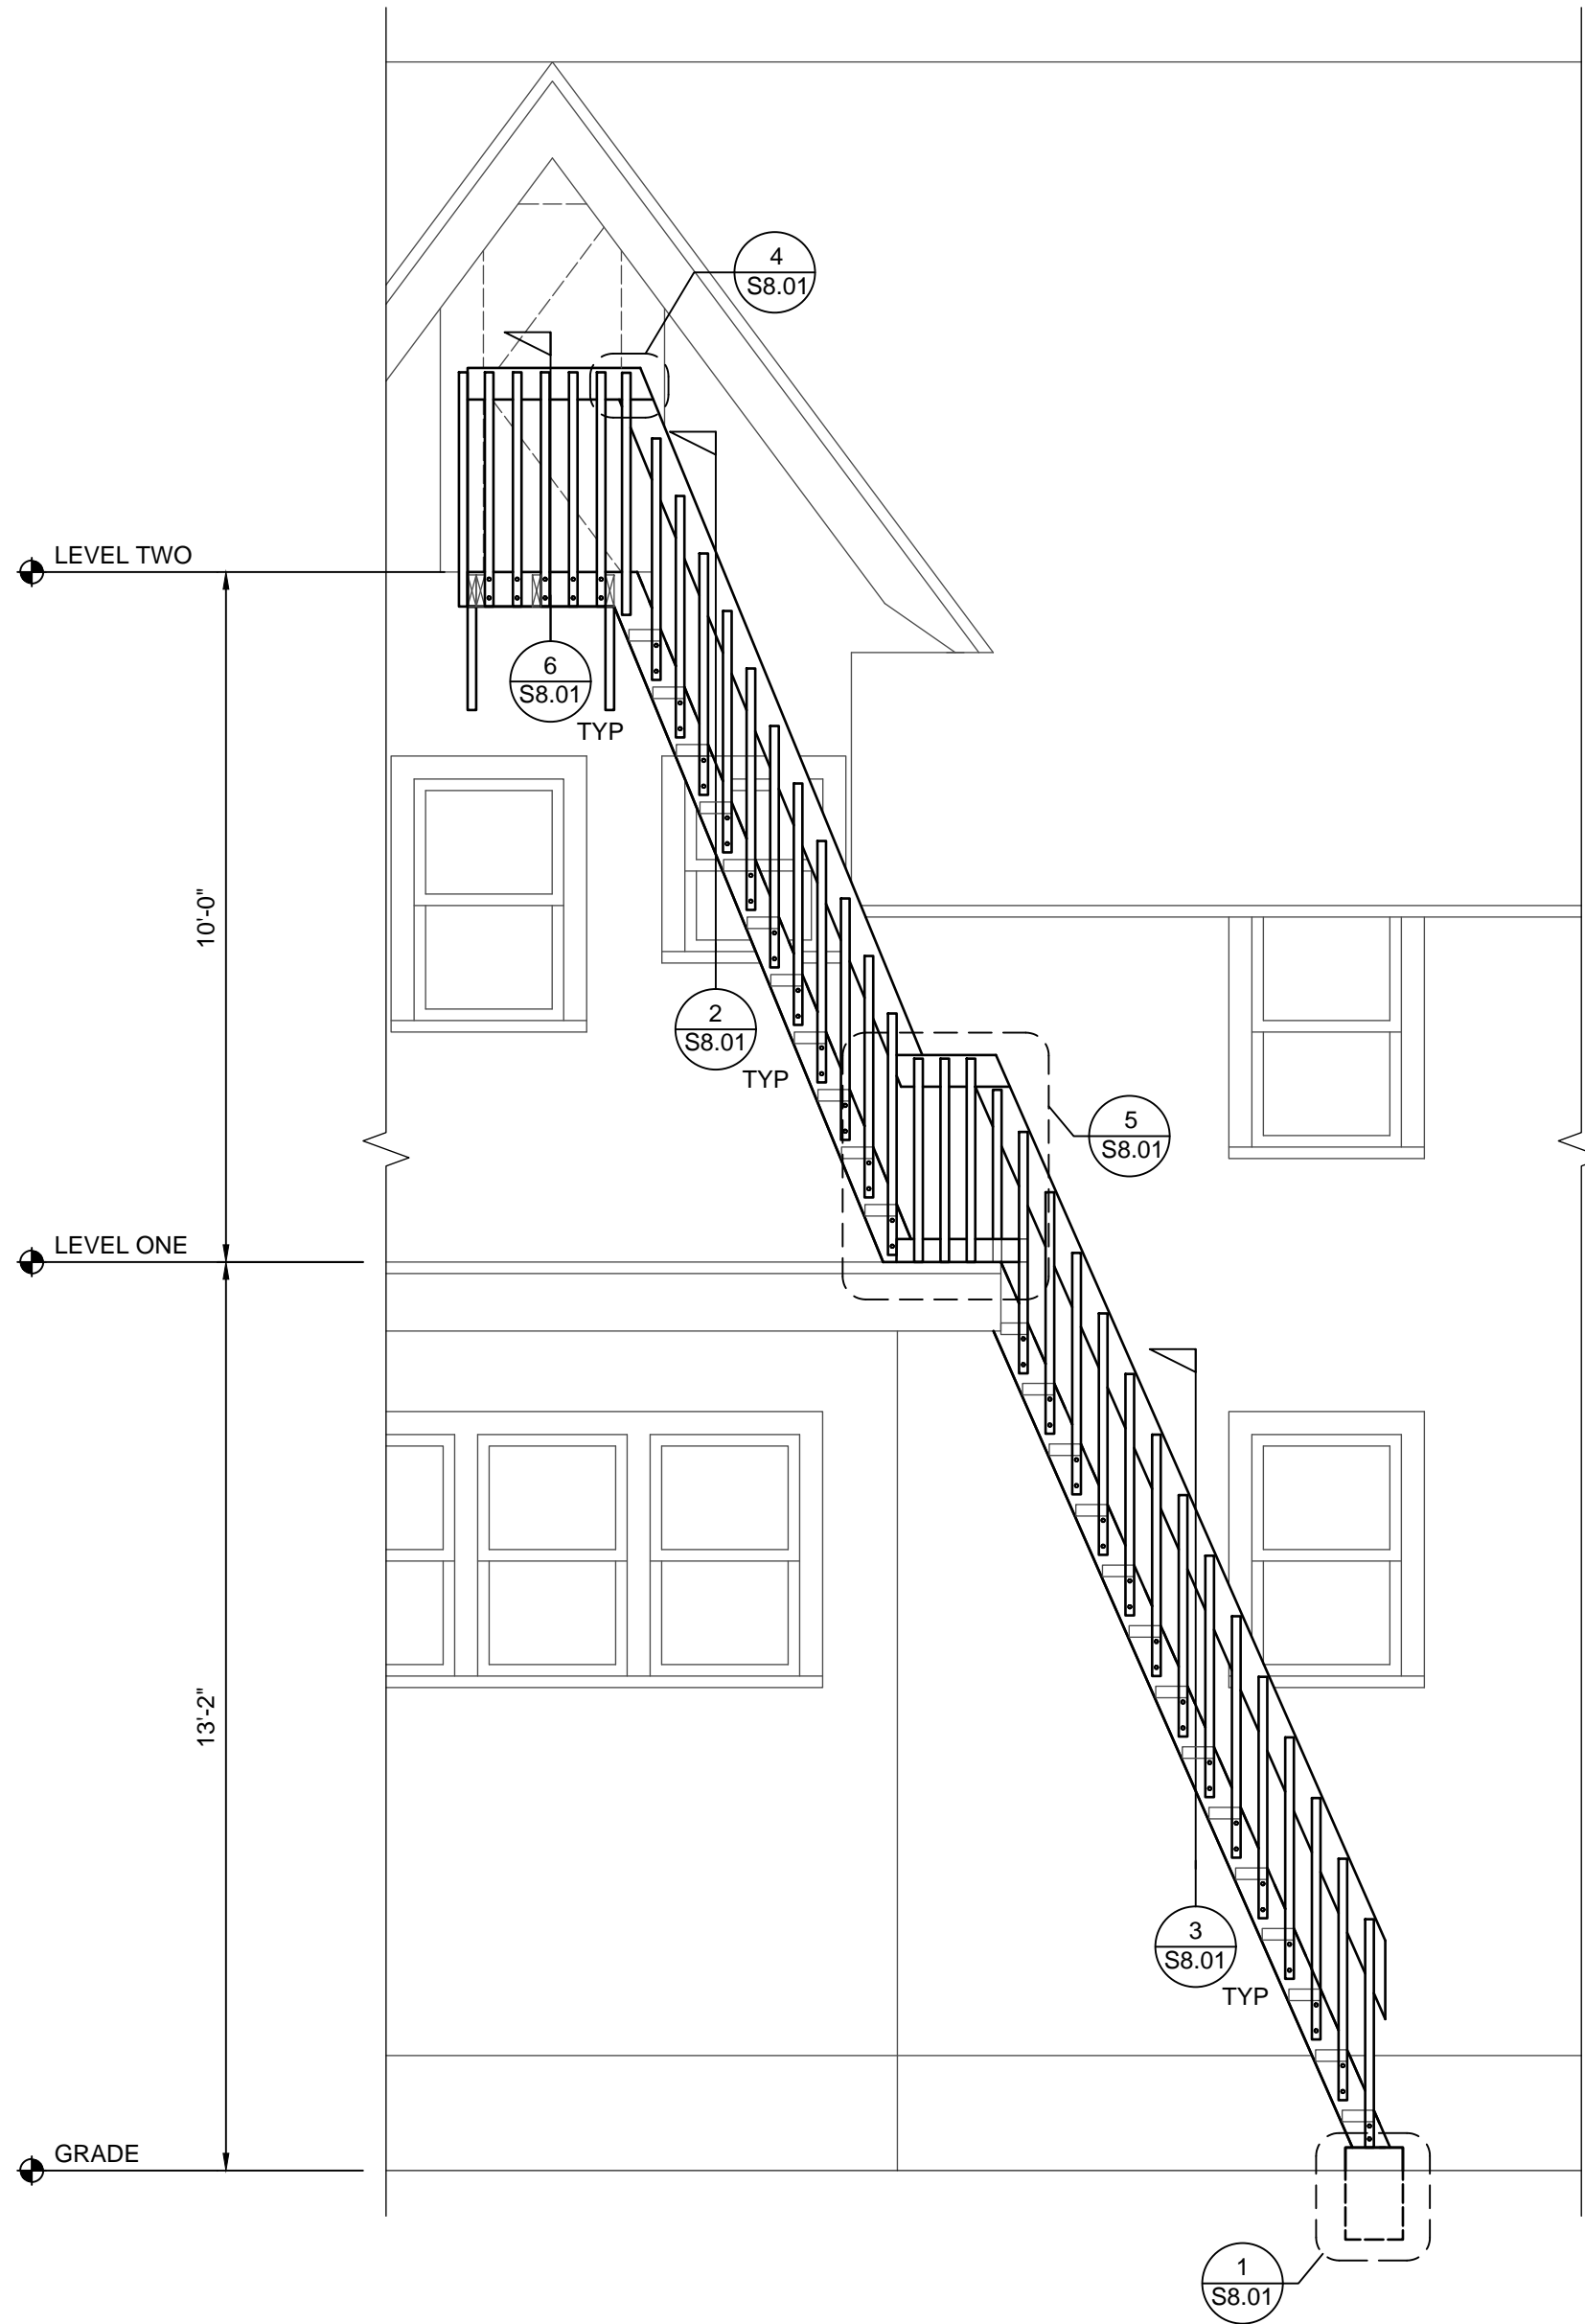 4
S8.01
LEVEL TWO
6
S8.01
TYP
10'-0"
2
S8.01
TYP
5
S8.01
LEVEL ONE
13'-2"
3
S8.01
TYP
GRADE
1
S8.01